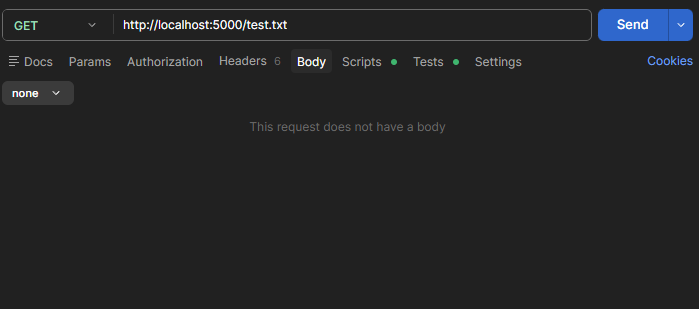 GET http://localhost:5000/test.txt Send
Docs Params Authorization Headers 6 Body Scripts Tests Settings Cookies
none
This request does not have a body